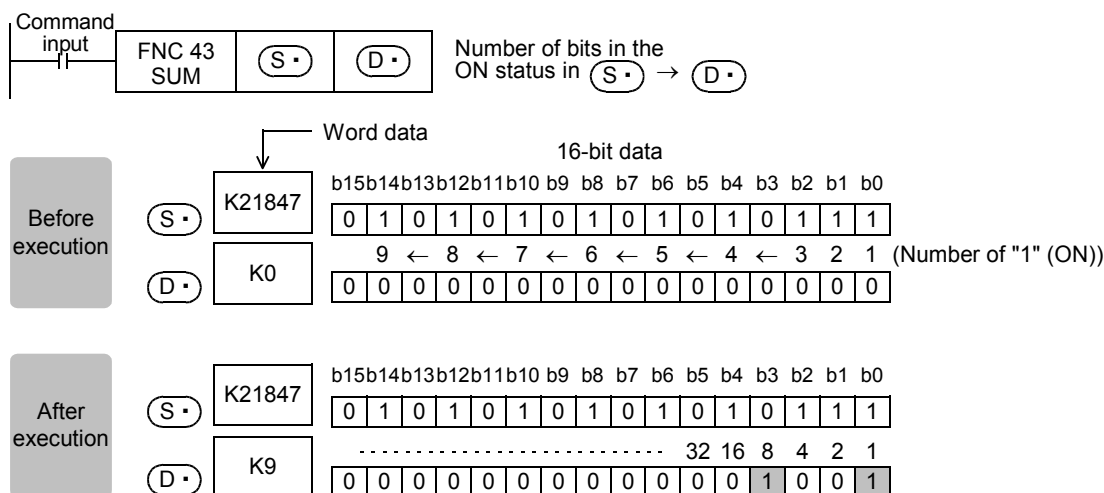 Command
input
FNC 43
SUM
S·
D·
Number of bits in the
ON status in S· → D·
Word data
16-bit data
b15 b14 b13 b12 b11 b10 b9 b8 b7 b6 b5 b4 b3 b2 b1 b0
Before
execution
S·
K21847
0 1 0 1 0 1 0 1 0 1 0 1 0 1 1 1
9 ← 8 ← 7 ← 6 ← 5 ← 4 ← 3 2 1 (Number of "1" (ON))
D·
K0
0 0 0 0 0 0 0 0 0 0 0 0 0 0 0 0
b15 b14 b13 b12 b11 b10 b9 b8 b7 b6 b5 b4 b3 b2 b1 b0
After
execution
S·
K21847
0 1 0 1 0 1 0 1 0 1 0 1 0 1 1 1
32 16 8 4 2 1
D·
K9
0 0 0 0 0 0 0 0 0 0 0 0 1 0 0 1